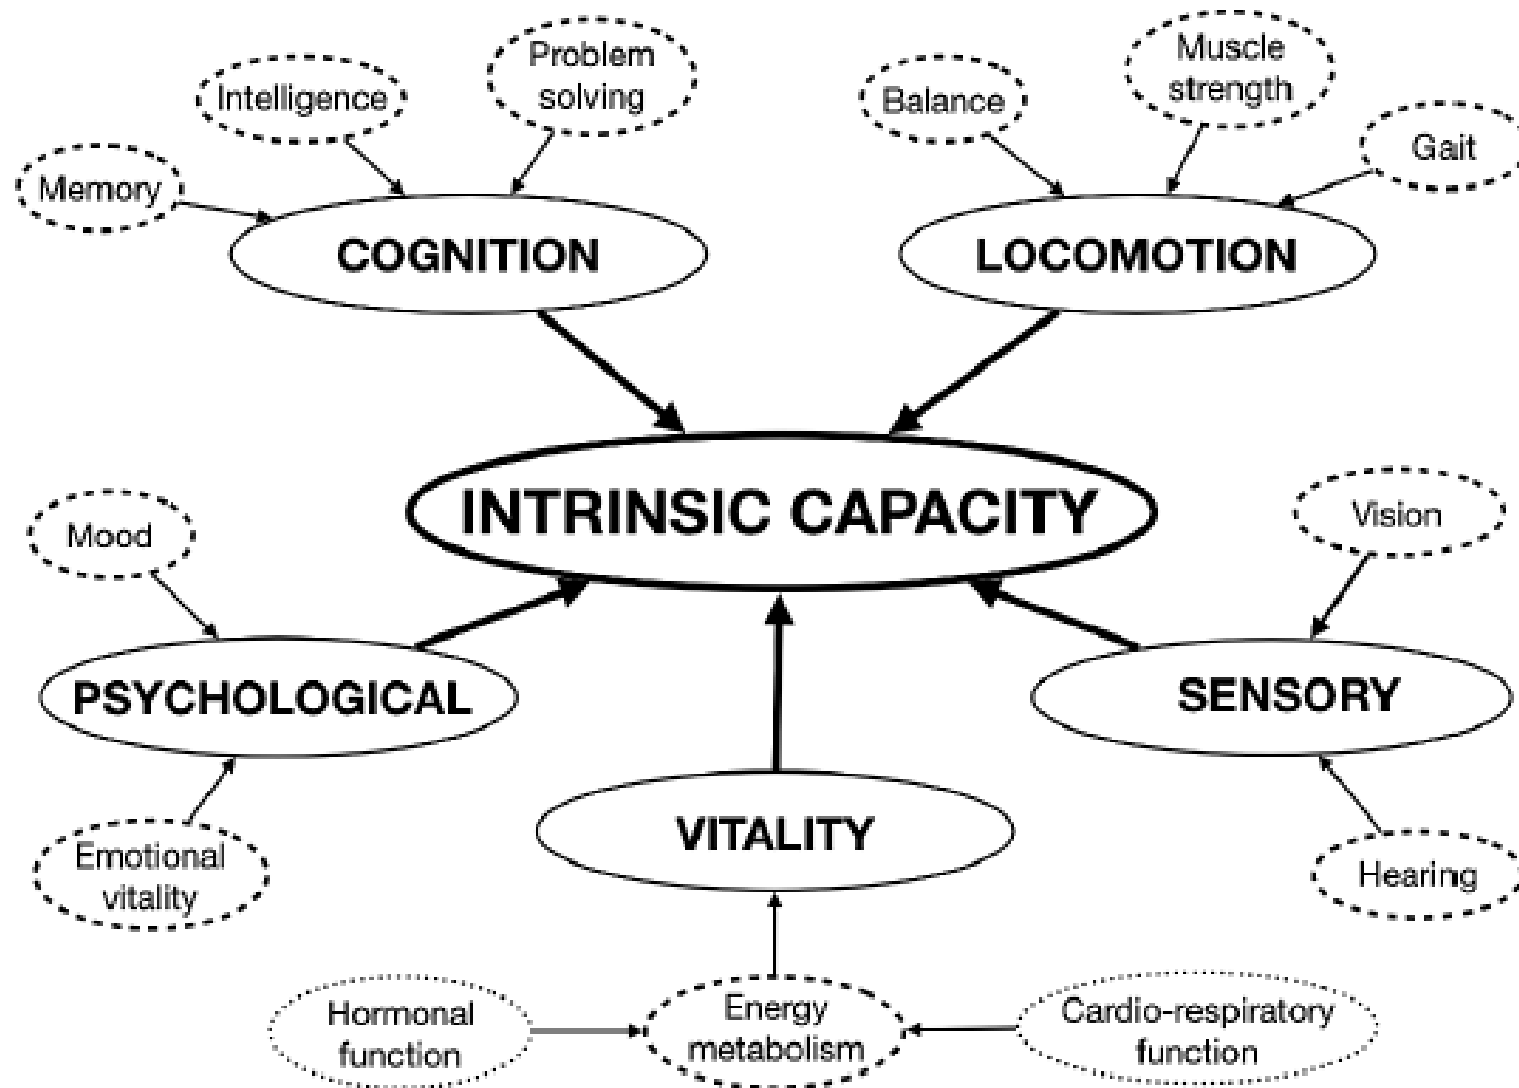 Problem
solving
Intelligence
Memory
COGNITION
Muscle
strength
Balance
Gait
LOCOMOTION
INTRINSIC CAPACITY
Mood
PSYCHOLOGICAL
Emotional
vitality
Vision
SENSORY
Hearing
VITALITY
Hormonal
function
Energy
metabolism
Cardio-respiratory
function